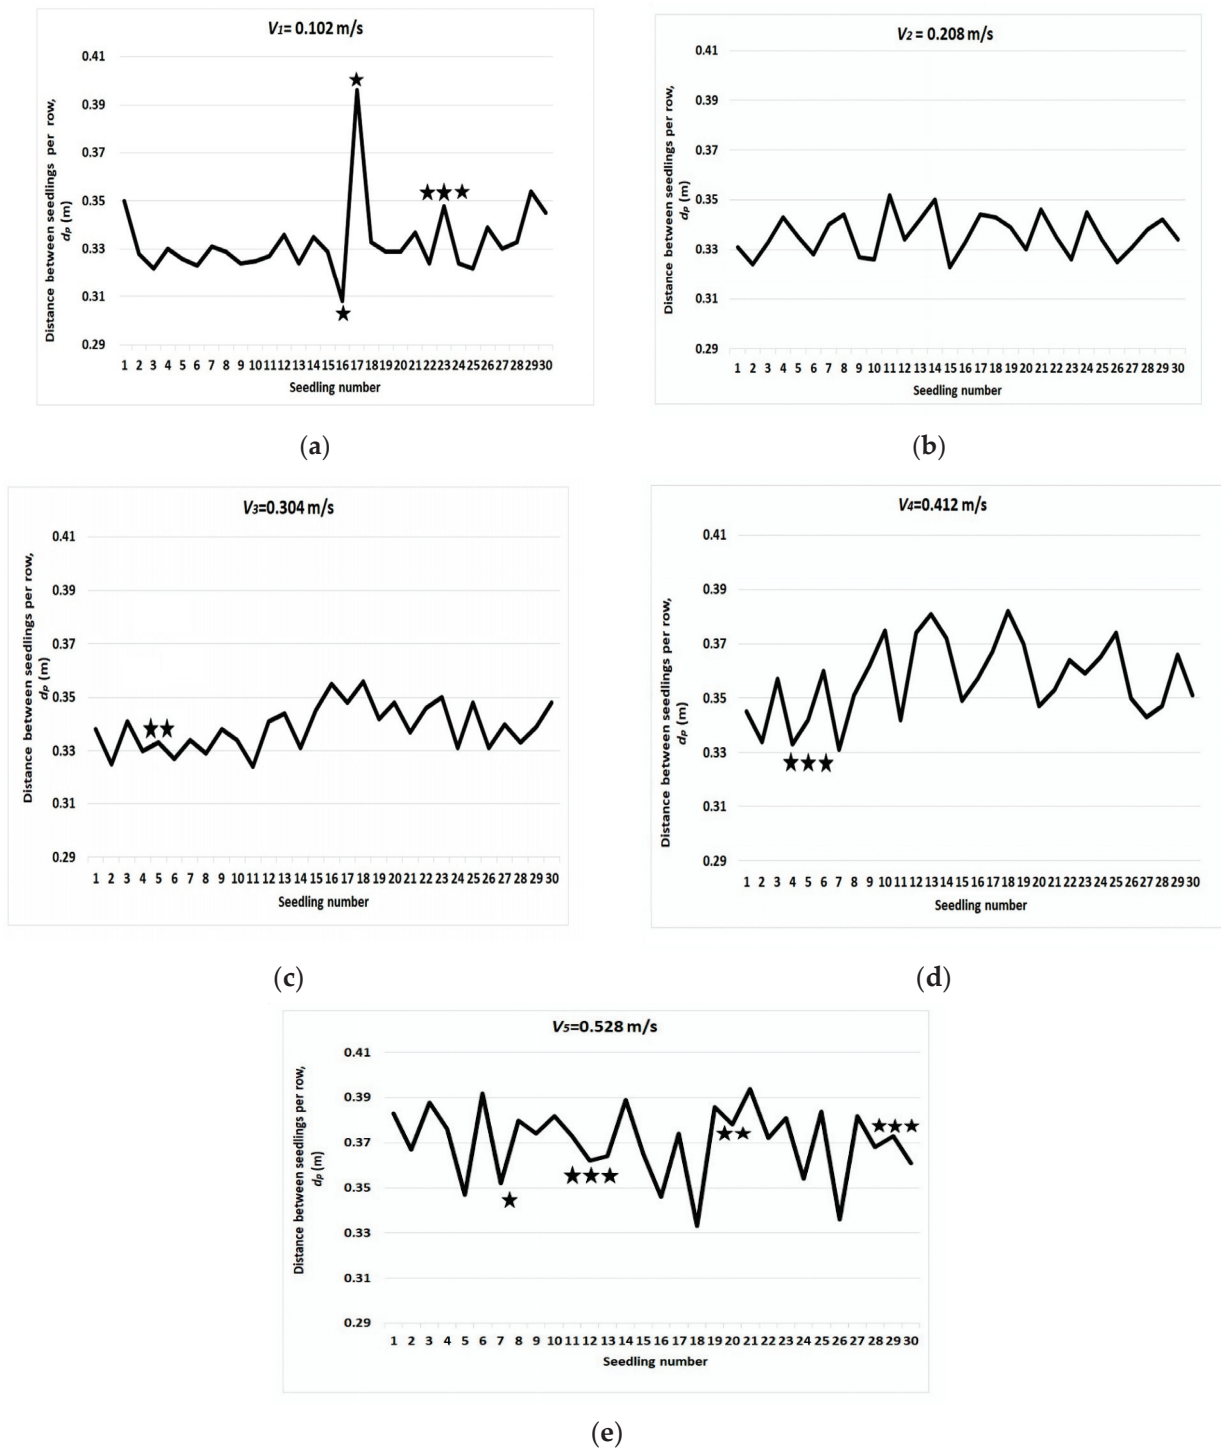 V1= 0.102 m/s
Distance between seedlings per row,
dp (m)
0.41
0.39
0.37
0.35
0.33
0.31
0.29
1 2 3 4 5 6 7 8 9 10 11 12 13 14 15 16 17 18 19 20 21 22 23 24 25 26 27 28 29 30
Seedling number
(a)
V2 = 0.208 m/s
Distance between seedlings per row,
dp (m)
0.41
0.39
0.37
0.35
0.33
0.31
0.29
1 2 3 4 5 6 7 8 9 10 11 12 13 14 15 16 17 18 19 20 21 22 23 24 25 26 27 28 29 30
Seedling number
(b)
V3=0.304 m/s
Distance between seedlings per row,
dp (m)
0.41
0.39
0.37
0.35
0.33
0.31
0.29
1 2 3 4 5 6 7 8 9 10 11 12 13 14 15 16 17 18 19 20 21 22 23 24 25 26 27 28 29 30
Seedling number
(c)
V4=0.412 m/s
Distance between seedlings per row,
dp (m)
0.41
0.39
0.37
0.35
0.33
0.31
0.29
1 2 3 4 5 6 7 8 9 10 11 12 13 14 15 16 17 18 19 20 21 22 23 24 25 26 27 28 29 30
Seedling number
(d)
V5=0.528 m/s
Distance between seedlings per row,
dp (m)
0.41
0.39
0.37
0.35
0.33
0.31
0.29
1 2 3 4 5 6 7 8 9 10 11 12 13 14 15 16 17 18 19 20 21 22 23 24 25 26 27 28 29 30
Seedling number
(e)